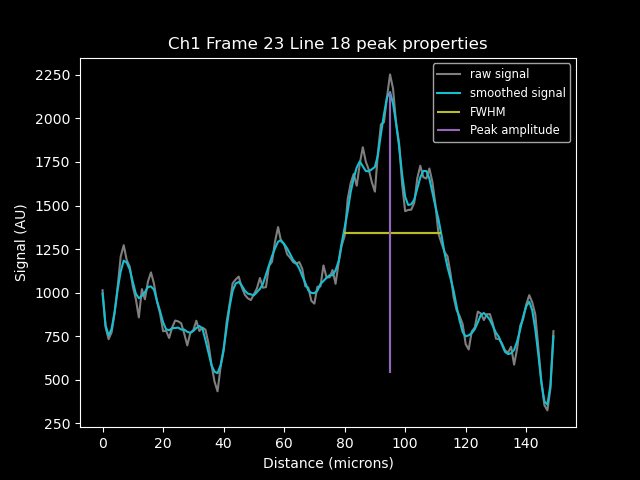 Ch1 Frame 23 Line 18 peak properties
raw signal
smoothed signal
FWHM
Peak amplitude
Signal (AU)
2250
2000
1750
1500
1250
1000
750
500
250
0 20 40 60 80 100 120 140
Distance (microns)